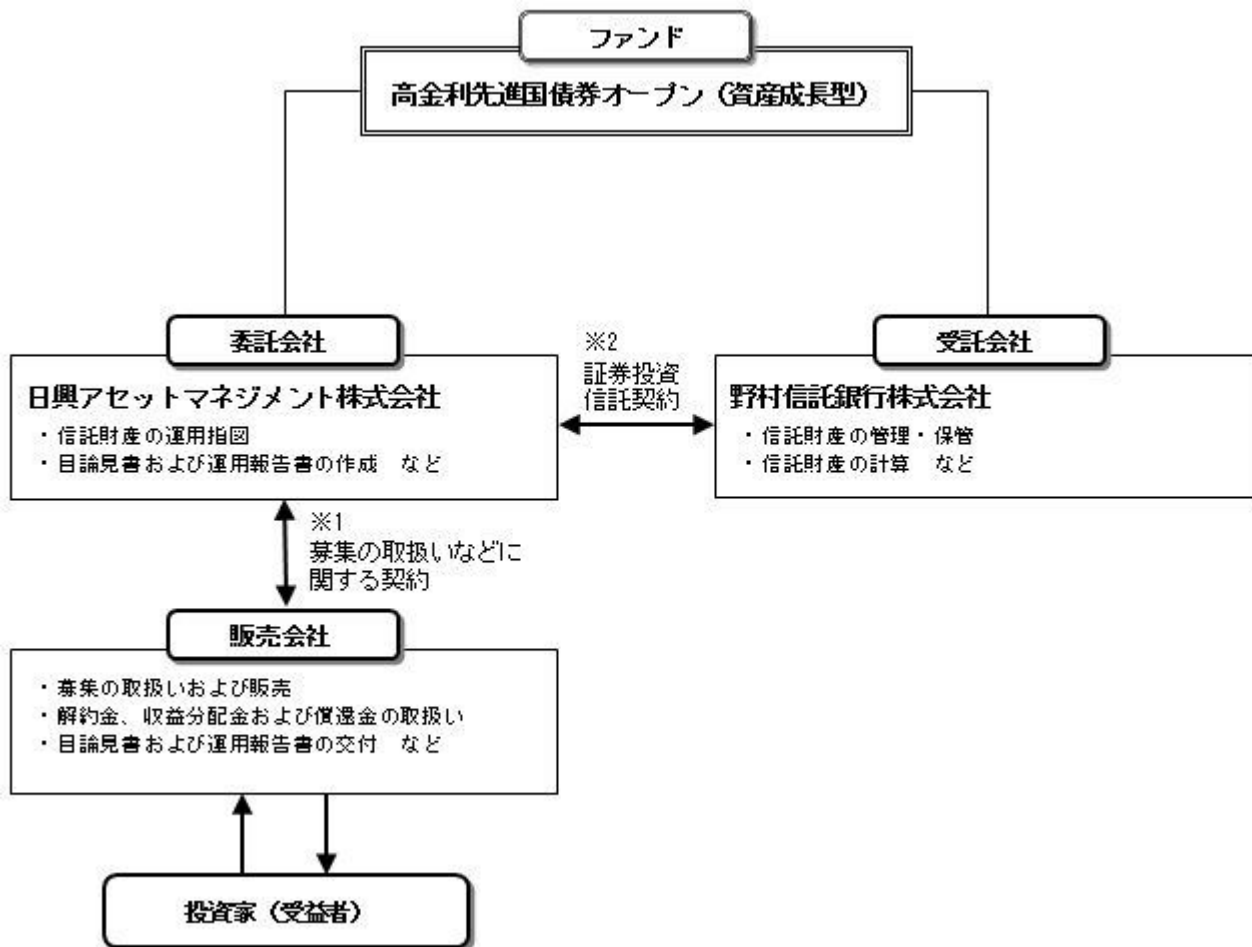 ファンド
高金利先進国債券オープン（資産成長型）
委託会社
日興アセットマネジメント株式会社
・信託財産の運用指図
・目論見書および運用報告書の作成　など
※2
証券投資
信託契約
受託会社
野村信託銀行株式会社
・信託財産の管理・保管
・信託財産の計算　など
※1
募集の取扱いなどに
関する契約
販売会社
・募集の取扱いおよび販売
・解約金、収益分配金および償還金の取扱い
・目論見書および運用報告書の交付　など
投資家（受益者）